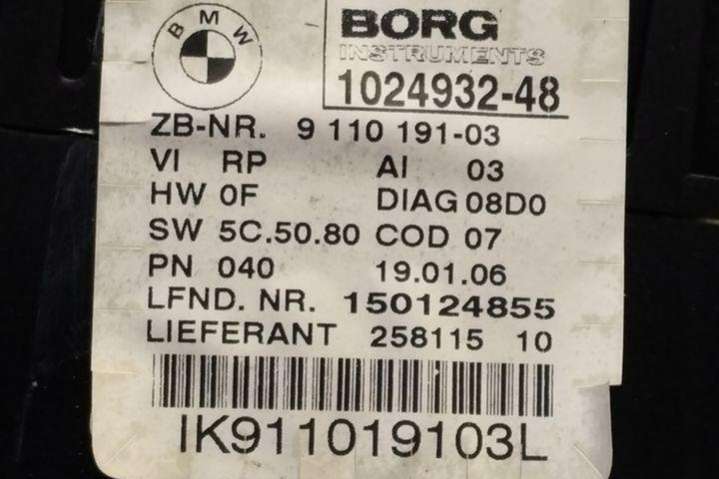 BMW
BORG
INSTRUMENTS
1024932-48
ZB-NR. 9 110 191-03
VI RP AI 03
HW 0F DIAG 08D0
SW 5C.50.80 COD 07
PN 040 19.01.06
LFND. NR. 150124855
LIEFERANT 258115 10
IK911019103L